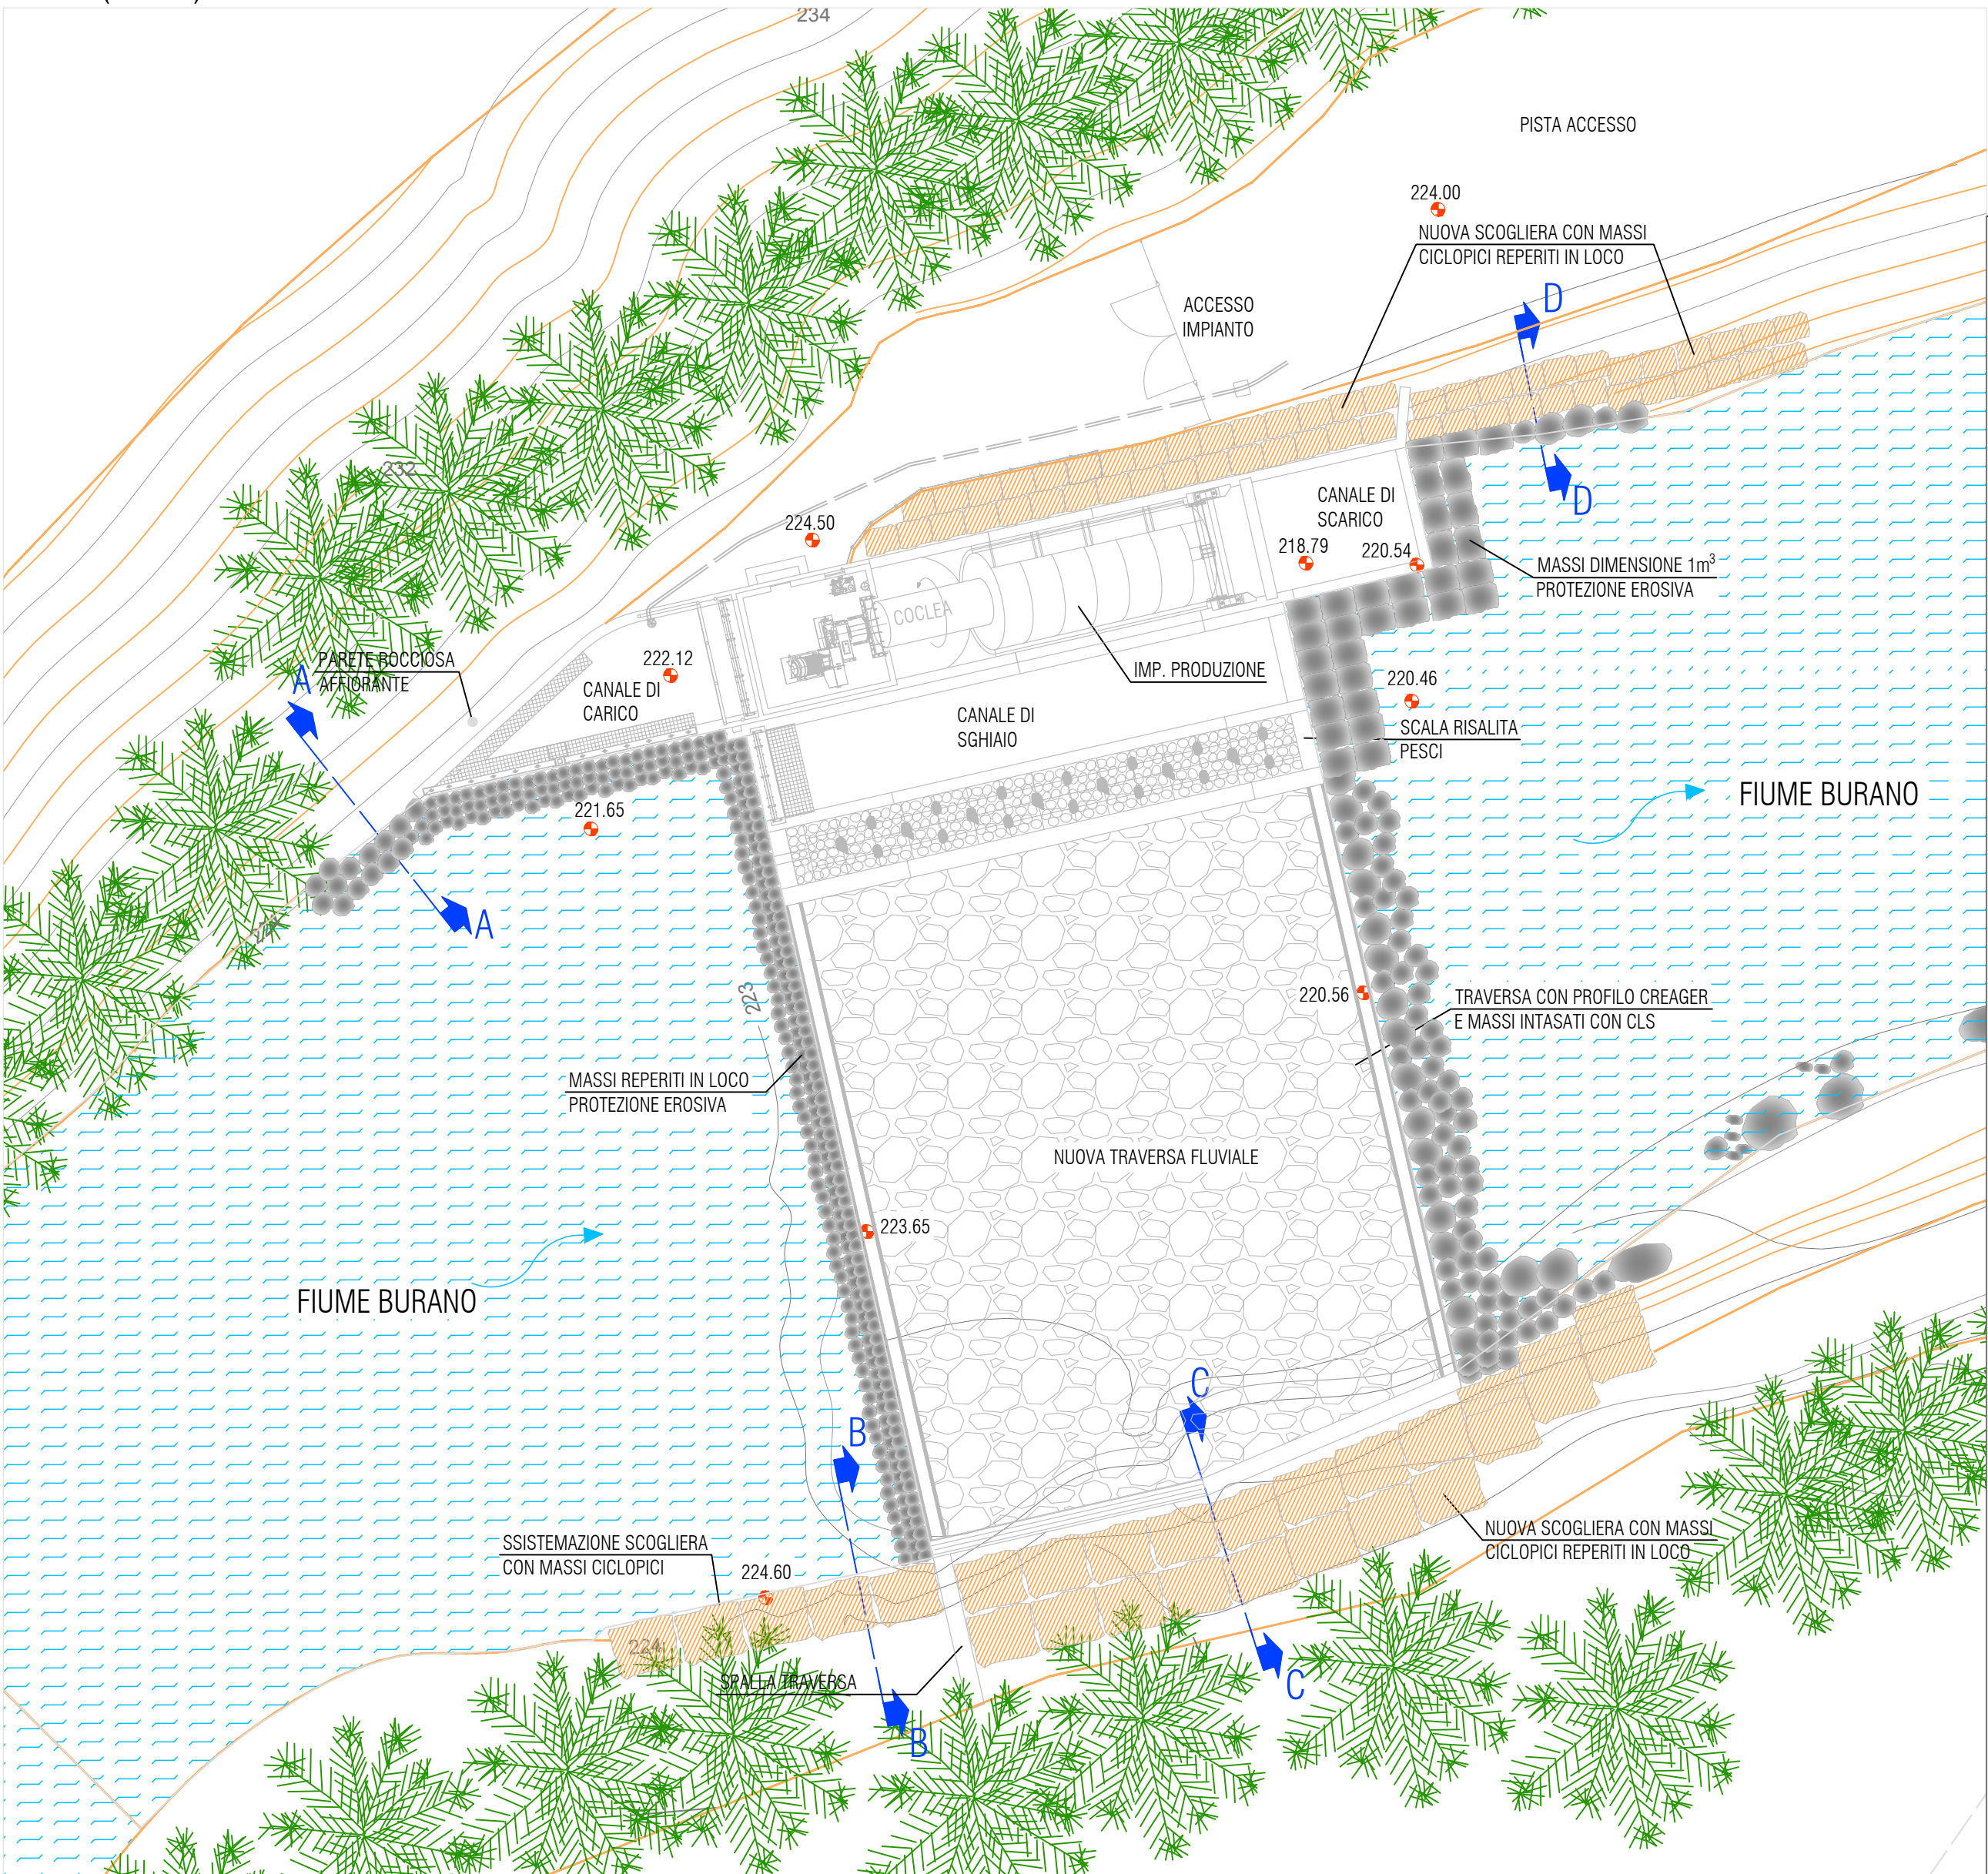 234
PISTA ACCESSO
224.00
NUOVA SCOGLIERA CON MASSI
CICLOPICI REPERITI IN LOCO
D
ACCESSO
IMPIANTO
232
D
CANALE DI
SCARICO
224.50
218.79
220.54
MASSI DIMENSIONE 1m³
PROTEZIONE EROSIVA
COCLEA
PARETE ROCCIOSA
AFFIORANTE
A
222.12
CANALE DI
CARICO
IMP. PRODUZIONE
220.46
CANALE DI
SGHIAIO
SCALA RISALITA
PESCI
FIUME BURANO
221.65
A
223
220.56
TRAVERSA CON PROFILO CREAGER
E MASSI INTASATI CON CLS
MASSI REPERITI IN LOCO
PROTEZIONE EROSIVA
NUOVA TRAVERSA FLUVIALE
223.65
FIUME BURANO
C
B
SSISTEMAZIONE SCOGLIERA
CON MASSI CICLOPICI
NUOVA SCOGLIERA CON MASSI
CICLOPICI REPERITI IN LOCO
224.60
224
SPALLA TRAVERSA
C
B